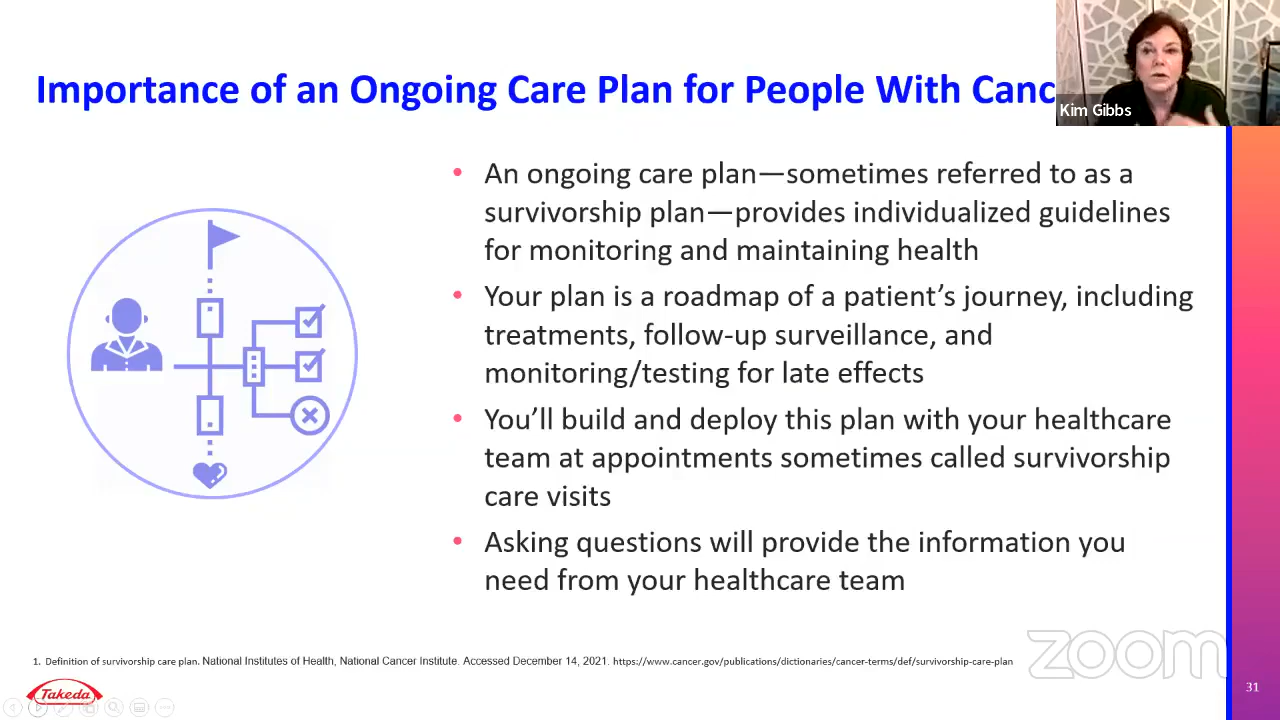 Importance of an Ongoing Care Plan for People With Canc
Kim Gibbs
• An ongoing care plan—sometimes referred to as a
survivorship plan—provides individualized guidelines
for monitoring and maintaining health
• Your plan is a roadmap of a patient’s journey, including
treatments, follow-up surveillance, and
monitoring/testing for late effects
• You’ll build and deploy this plan with your healthcare
team at appointments sometimes called survivorship
care visits
• Asking questions will provide the information you
need from your healthcare team
zoom
1. Definition of survivorship care plan. National Institutes of Health, National Cancer Institute. Accessed December 14, 2021. https://www.cancer.gov/publications/dictionaries/cancer-terms/def/survivorship-care-plan
Takeda
31